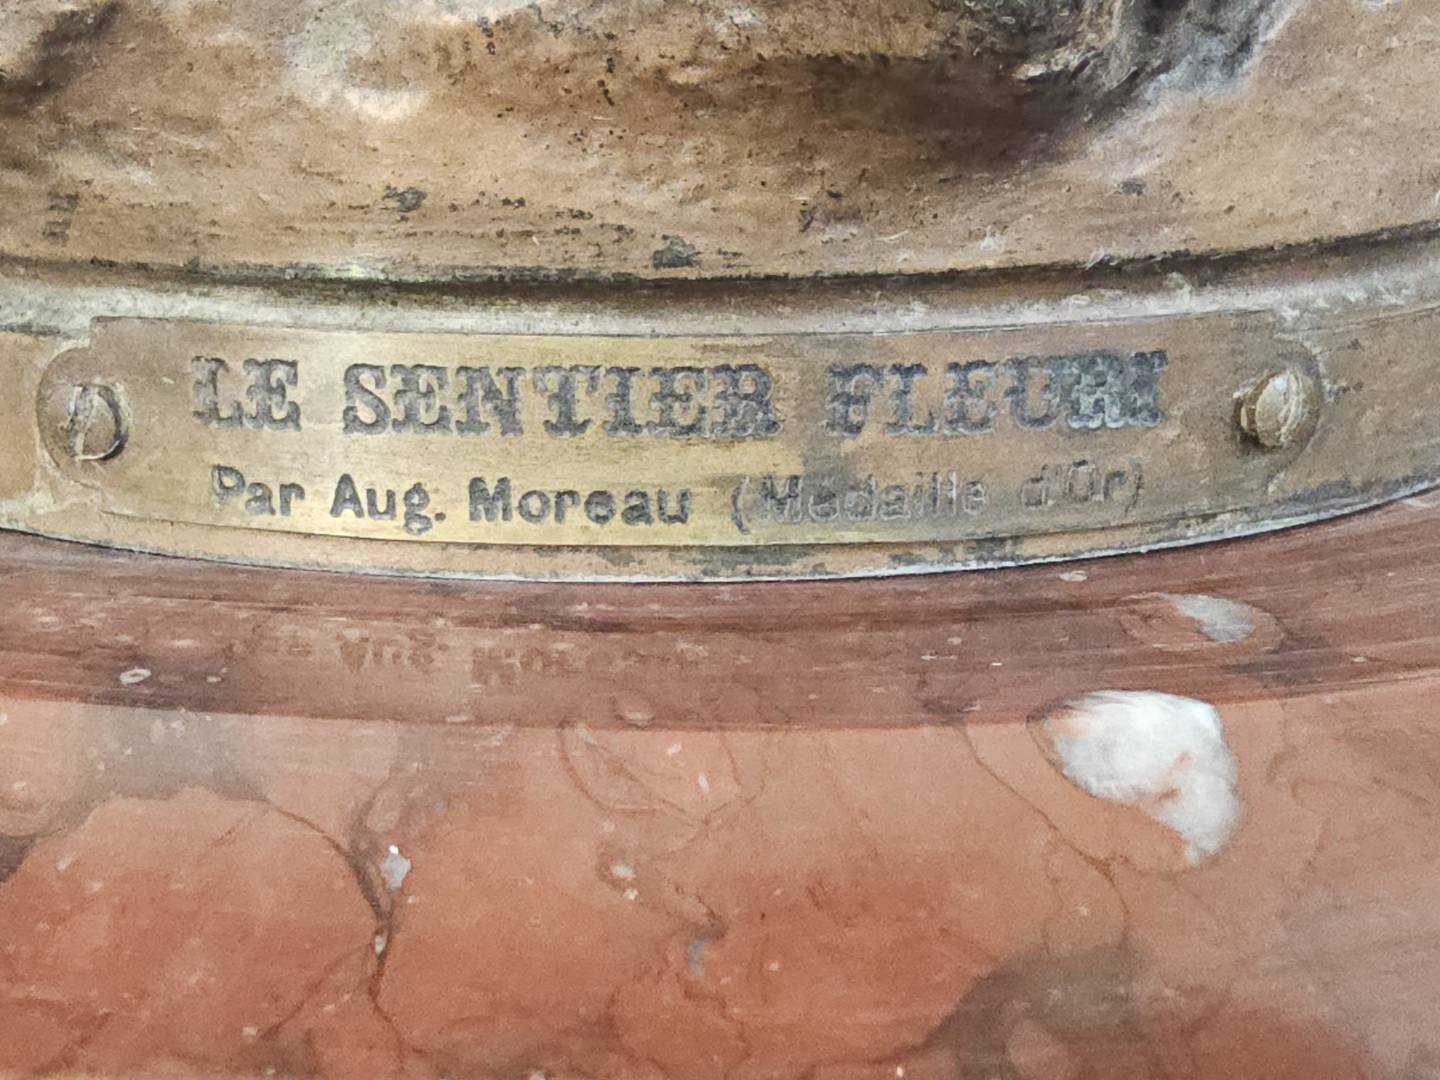 LE SENTIER FLEURI
Par Aug. Moreau (Médaille d'Or)